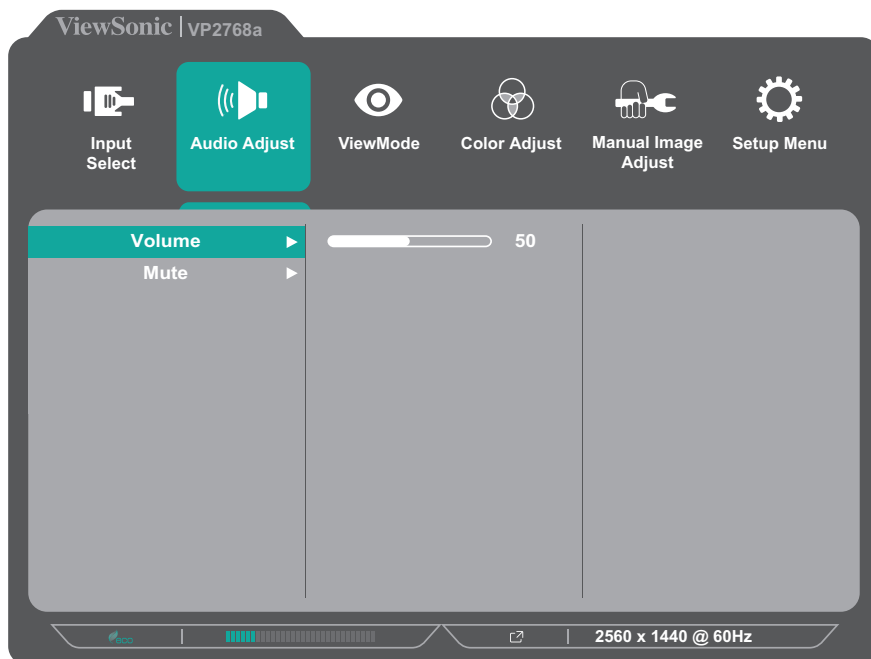 ViewSonic | VP2768a
Input
Select
Audio Adjust
ViewMode
Color Adjust
Manual Image
Adjust
Setup Menu
Volume
50
Mute
eco
2560 x 1440 @ 60Hz